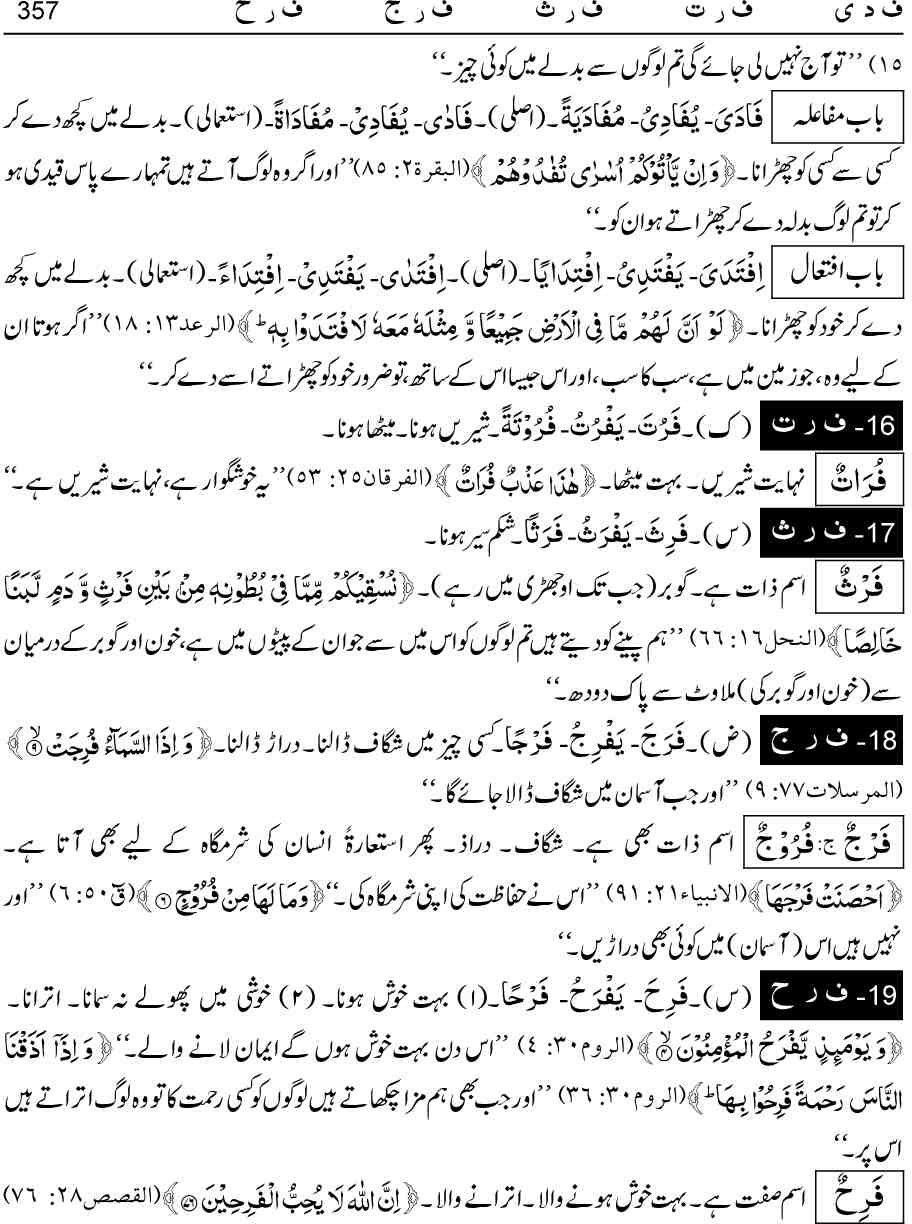 ف د ی ف ر ت ف ر ث ف ر ج ف ر ح 357
۱۵) ’’تو آج نہیں لی جائے گی تم لوگوں سے بدلے میں کوئی چیز۔‘‘
باب مفاعلہ فَادَیَ۔ یُفَادِیُ۔ مُفَادَیَةً۔ (اصلی)۔ فَادٰی۔ یُفَادِیْ۔ مُفَادَاةً۔ (استعمالی)۔ بدلے میں کچھ دے کر
کسی سے کسی کو چھڑانا۔ ﴿وَاِنْ یَّاْتُوْکُمْ اُسٰرٰی تُفٰدُوْھُمْ﴾ (البقرة۲: ۸۵) ’’اور اگر وہ لوگ آتے ہیں تمہارے پاس قیدی ہو
کر تو تم لوگ بدلہ دے کر چھڑاتے ہو ان کو۔‘‘
باب افتعال اِفْتَدَیَ۔ یَفْتَدِیُ۔ اِفْتِدَایًا۔ (اصلی)۔ اِفْتَدٰی۔ یَفْتَدِیْ۔ اِفْتِدَاءً۔ (استعمالی)۔ بدلے میں کچھ
دے کر خود کو چھڑانا۔ ﴿لَوْ اَنَّ لَهُمْ مَّا فِی الْاَرْضِ جَمِیْعًا وَّ مِثْلَهٗ مَعَهٗ لَافْتَدَوْا بِهٖ ؕ﴾ (الرعد۱۳: ۱۸) ’’اگر ہوتا ان
کے لیے وہ، جو زمین میں ہے، سب کا سب، اور اس جیسا اس کے ساتھ، تو ضرور خود کو چھڑاتے اسے دے کر۔‘‘
16- ف ر ت (ک)۔ فَرُتَ۔ یَفْرُتُ۔ فُرُوْتَةً۔ شیریں ہونا۔ میٹھا ہونا۔
فُرَاتٌ نہایت شیریں۔ بہت میٹھا۔ ﴿هٰذَا عَذْبٌ فُرَاتٌ﴾ (الفرقان۲۵: ۵۳) ’’یہ خوشگوار ہے، نہایت شیریں ہے۔‘‘
17- ف ر ث (س)۔ فَرِثَ۔ یَفْرَثُ۔ فَرَثًا۔ شکم سیر ہونا۔
فَرْثٌ اسم ذات ہے۔ گوبر (جب تک اوجھڑی میں رہے)۔ ﴿نُسْقِیْکُمْ مِّمَّا فِیْ بُطُوْنِهٖ مِنْ بَیْنِ فَرْثٍ وَّ دَمٍ لَّبَنًا
خَالِصًا﴾ (النحل۱۶: ۶۶) ’’ہم پینے کو دیتے ہیں تم لوگوں کو اس میں سے جو ان کے پیٹوں میں ہے، خون اور گوبر کے درمیان
سے (خون اور گوبر کی) ملاوٹ سے پاک دودھ۔‘‘
18- ف ر ج (ض)۔ فَرَجَ۔ یَفْرِجُ۔ فَرْجًا۔ کسی چیز میں شگاف ڈالنا۔ دراڑ ڈالنا۔ ﴿وَ اِذَا السَّمَآءُ فُرِجَتْ ۙ۹﴾
(المرسلات۷۷: ۹) ’’اور جب آسمان میں شگاف ڈالا جائے گا۔‘‘
فَرْجٌ ج: فُرُوْجٌ اسم ذات بھی ہے۔ شگاف۔ دراڈ۔ پھر استعارۃً انسان کی شرمگاہ کے لیے بھی آتا ہے۔
﴿اَحْصَنَتْ فَرْجَهَا﴾ (الانبیاء۲۱: ۹۱) ’’اس نے حفاظت کی اپنی شرمگاہ کی۔‘‘ ﴿وَمَا لَهَا مِنْ فُرُوْجٍ ۶﴾ (قٓ۵۰: ۶) ’’اور
نہیں ہیں اس (آسمان) میں کوئی بھی دراڑیں۔‘‘
19- ف ر ح (س)۔ فَرِحَ۔ یَفْرَحُ۔ فَرْحًا۔ (۱) بہت خوش ہونا۔ (۲) خوشی میں پھولے نہ سمانا۔ اترانا۔
﴿وَ یَوْمَئِذٍ یَّفْرَحُ الْمُؤْمِنُوْنَ ۙ۴﴾ (الروم۳۰: ۴) ’’اس دن بہت خوش ہوں گے ایمان لانے والے۔‘‘ ﴿وَ اِذَآ اَذَقْنَا
النَّاسَ رَحْمَةً فَرِحُوْا بِهَا ؕ﴾ (الروم۳۰: ۳۶) ’’اور جب بھی ہم مزا چکھاتے ہیں لوگوں کو کسی رحمت کا تو وہ لوگ اتراتے ہیں
اس پر۔‘‘
فَرِحٌ اسم صفت ہے۔ بہت خوش ہونے والا۔ اترانے والا۔ ﴿اِنَّ اللّٰهَ لَا یُحِبُّ الْفَرِحِیْنَ ۷۶﴾ (القصص۲۸: ۷۶)